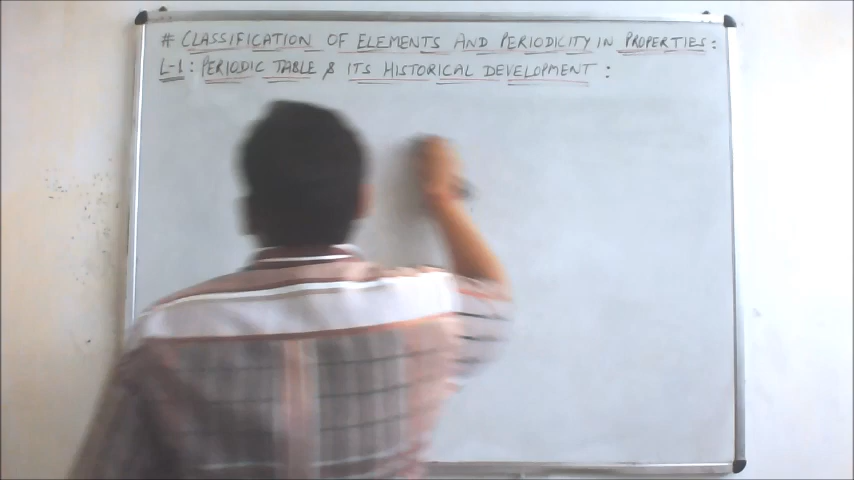 # CLASSIFICATION OF ELEMENTS AND PERIODICITY IN PROPERTIES:
L-1: PERIODIC TABLE & ITS HISTORICAL DEVELOPMENT: